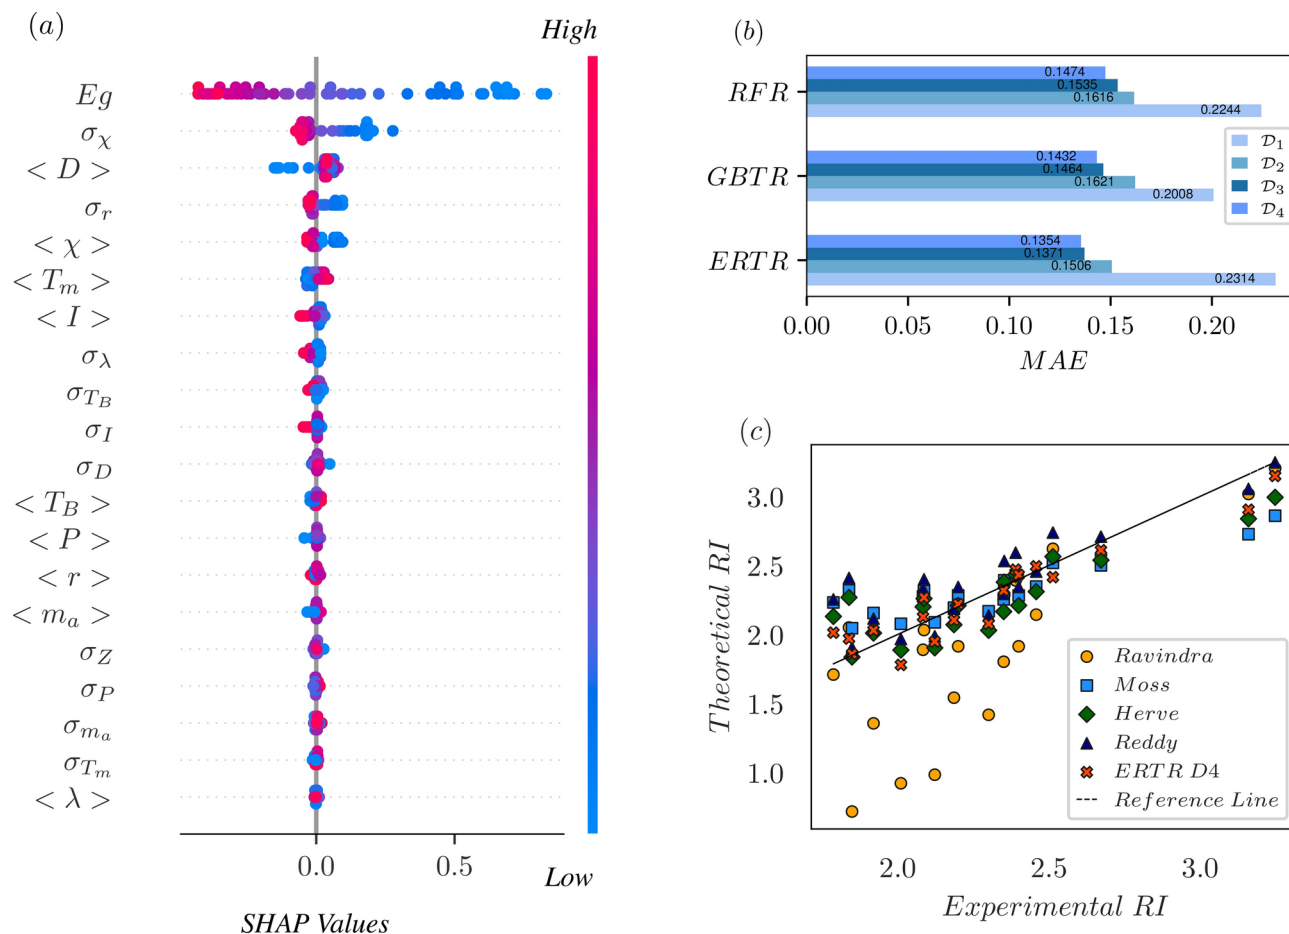 (a)
High
Eg
σ_χ
< D >
σ_r
< χ >
< T_m >
< I >
σ_λ
σ_{T_B}
σ_I
σ_D
< T_B >
< P >
< r >
< m_a >
σ_Z
σ_P
σ_{m_a}
σ_{T_m}
< λ >
0.0 0.5
Low
SHAP Values
(b)
RFR
0.1474
0.1535
0.1616
0.2244
GBTR
0.1432
0.1464
0.1621
0.2008
ERTR
0.1354
0.1371
0.1506
0.2314
𝒟_1
𝒟_2
𝒟_3
𝒟_4
0.00 0.05 0.10 0.15 0.20
MAE
(c)
Theoretical RI
3.0
2.5
2.0
1.5
1.0
Ravindra
Moss
Herve
Reddy
ERTR D4
Reference Line
2.0 2.5 3.0
Experimental RI